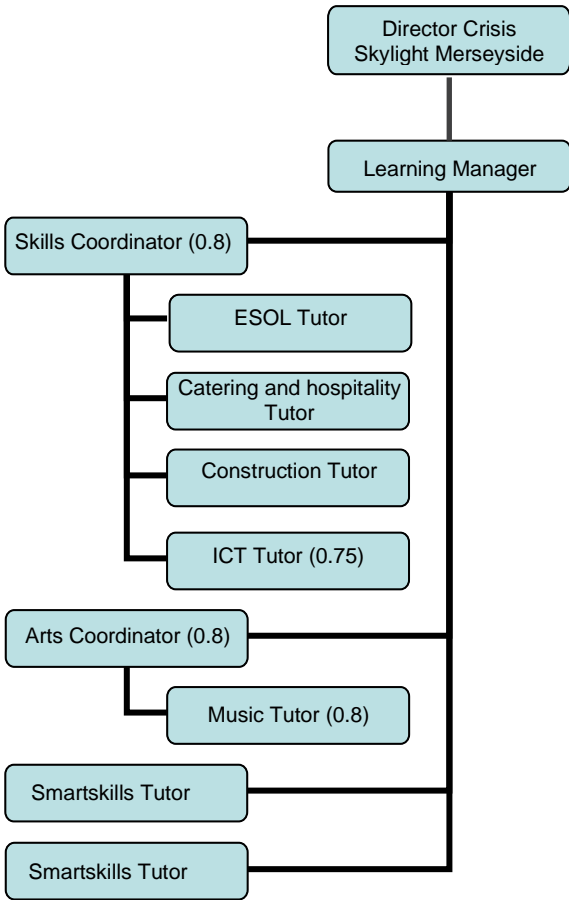 Director Crisis
Skylight Merseyside
Learning Manager
Skills Coordinator (0.8)
ESOL Tutor
Catering and hospitality
Tutor
Construction Tutor
ICT Tutor (0.75)
Arts Coordinator (0.8)
Music Tutor (0.8)
Smartskills Tutor
Smartskills Tutor